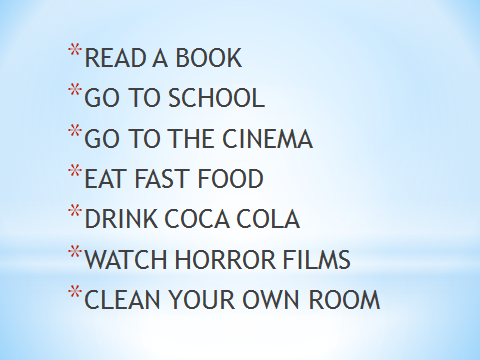 *READ A BOOK
*GO TO SCHOOL
*GO TO THE CINEMA
*EAT FAST FOOD
*DRINK COCA COLA
*WATCH HORROR FILMS
*CLEAN YOUR OWN ROOM